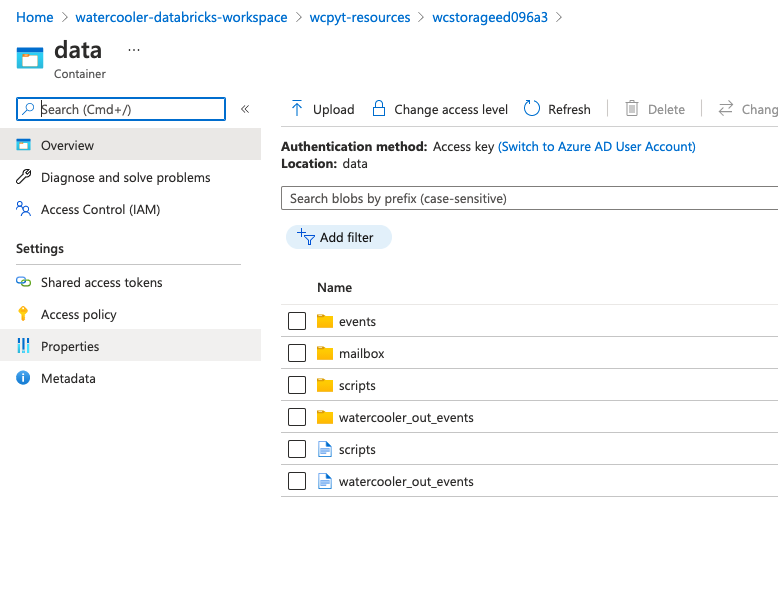 Home > watercooler-databricks-workspace > wcpyt-resources > wcstorageed096a3 >
data ...
Container
Search (Cmd+/) «
Upload Change access level Refresh Delete Chang
Overview
Diagnose and solve problems
Access Control (IAM)
Settings
Shared access tokens
Access policy
Properties
Metadata
Authentication method: Access key (Switch to Azure AD User Account)
Location: data
Search blobs by prefix (case-sensitive)
Add filter
Name
events
mailbox
scripts
watercooler_out_events
scripts
watercooler_out_events